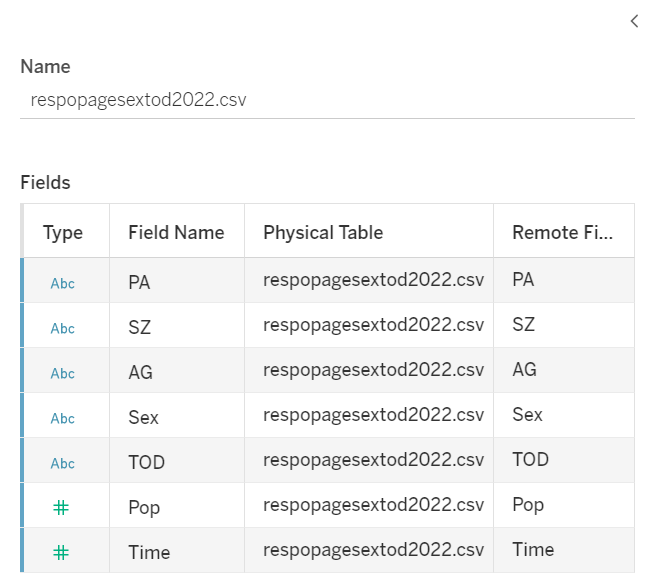 Name
respopagesextod2022.csv
Fields
Type Field Name Physical Table Remote Fi...
Abc PA respopagesextod2022.csv PA
Abc SZ respopagesextod2022.csv SZ
Abc AG respopagesextod2022.csv AG
Abc Sex respopagesextod2022.csv Sex
Abc TOD respopagesextod2022.csv TOD
# Pop respopagesextod2022.csv Pop
# Time respopagesextod2022.csv Time